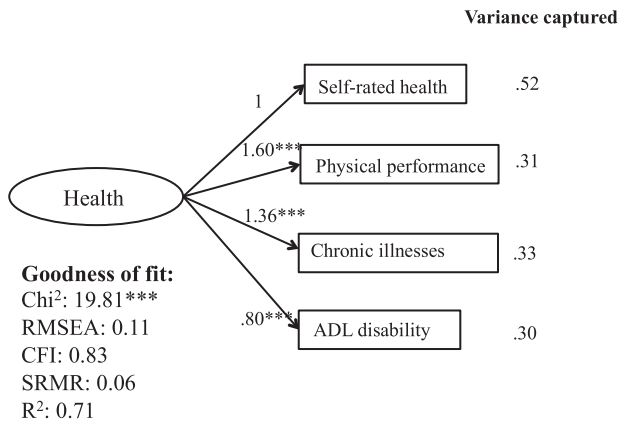 Variance captured
Self-rated health
.52
1
1.60***
Physical performance
.31
Health
1.36***
Chronic illnesses
.33
Goodness of fit:
Chi²: 19.81***
RMSEA: 0.11
CFI: 0.83
SRMR: 0.06
R²: 0.71
.80***
ADL disability
.30